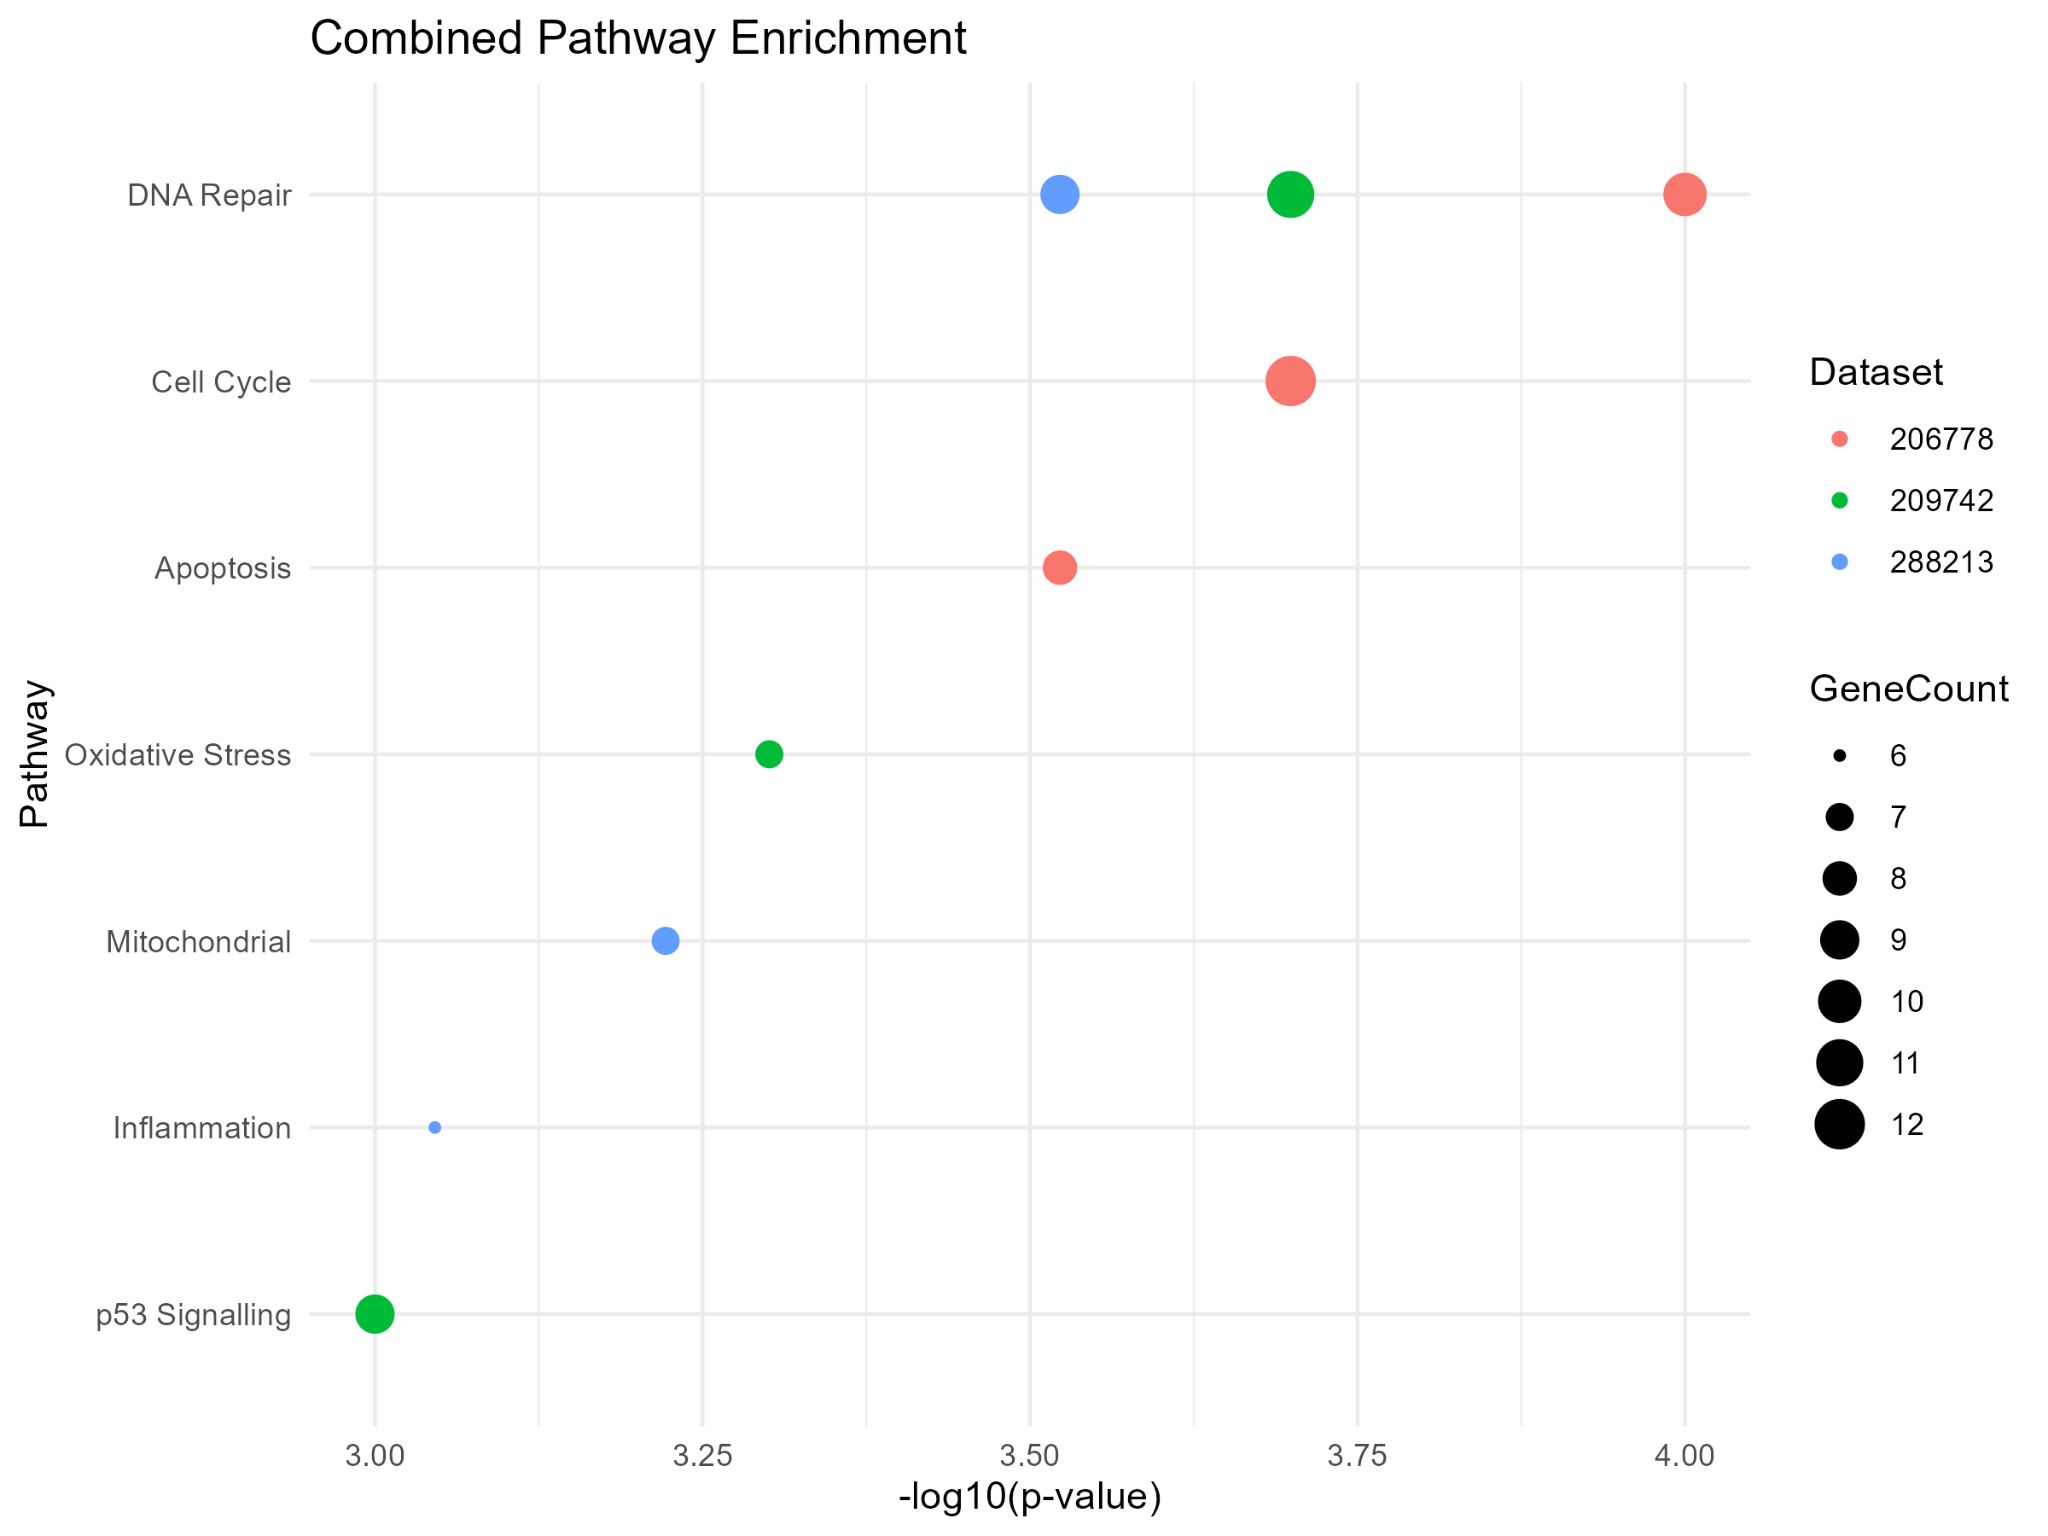 Combined Pathway Enrichment
Pathway
DNA Repair
Cell Cycle
Apoptosis
Oxidative Stress
Mitochondrial
Inflammation
p53 Signalling
3.00 3.25 3.50 3.75 4.00
-log10(p-value)
Dataset
206778
209742
288213
GeneCount
6
7
8
9
10
11
12